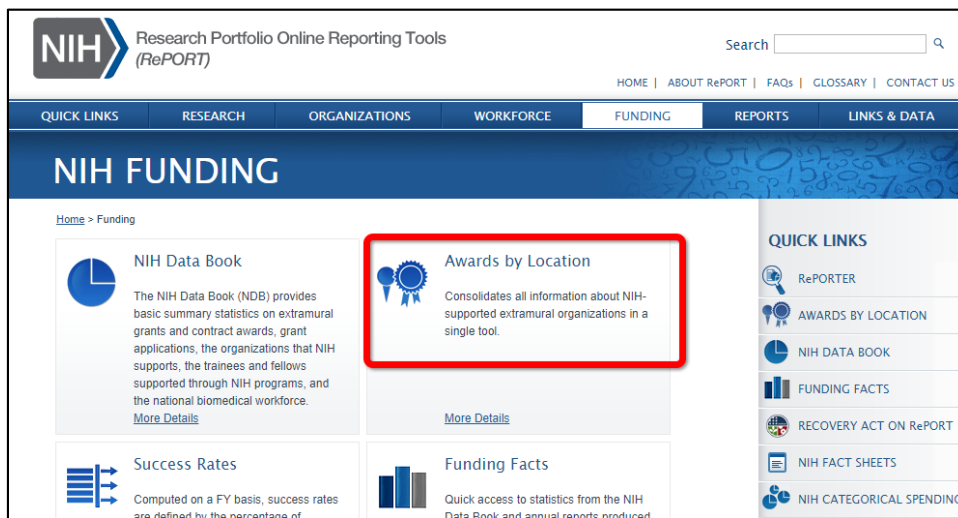 NIH
Research Portfolio Online Reporting Tools
(RePORT)
Search
HOME | ABOUT RePORT | FAQs | GLOSSARY | CONTACT US
QUICK LINKS RESEARCH ORGANIZATIONS WORKFORCE FUNDING REPORTS LINKS & DATA
NIH FUNDING
Home > Funding
NIH Data Book
The NIH Data Book (NDB) provides
basic summary statistics on extramural
grants and contract awards, grant
applications, the organizations that NIH
supports, the trainees and fellows
supported through NIH programs, and
the national biomedical workforce.
More Details
Awards by Location
Consolidates all information about NIH-
supported extramural organizations in a
single tool.
More Details
Success Rates
Computed on a FY basis, success rates
are defined by the percentage of
Funding Facts
Quick access to statistics from the NIH
Data Book and annual reports produced
QUICK LINKS
RePORTER
AWARDS BY LOCATION
NIH DATA BOOK
FUNDING FACTS
RECOVERY ACT ON RePORT
NIH FACT SHEETS
NIH CATEGORICAL SPENDING